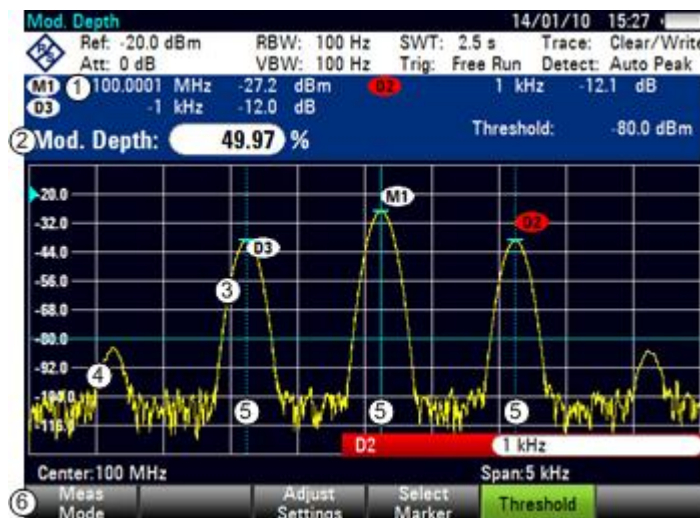 Mod. Depth 14/01/10 15:27
Ref: -20.0 dBm RBW: 100 Hz SWT: 2.5 s Trace: Clear/Write
Att: 0 dB VBW: 100 Hz Trig: Free Run Detect: Auto Peak
M1 1 100.0001 MHz -27.2 dBm D2 1 kHz -12.1 dB
D3 -1 kHz -12.0 dB
2 Mod. Depth: 49.97 % Threshold: -80.0 dBm
-20.0
M1
-32.0 D2
D3
-44.0
-56.0
3
-68.0
-80.0
-92.0
4
-104.0
5 5 5
-116.0
D2 1 kHz
Center:100 MHz Span:5 kHz
6 Meas Mode Adjust Settings Select Marker Threshold